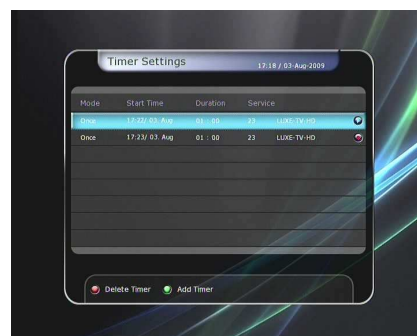 Timer Settings 17:18 / 03-Aug-2009
Mode Start Time Duration Service
Once 17:22/ 03. Aug 01 : 00 23 LUXE-TV-HD
Once 17:23/ 03. Aug 01 : 00 23 LUXE-TV-HD
Delete Timer Add Timer